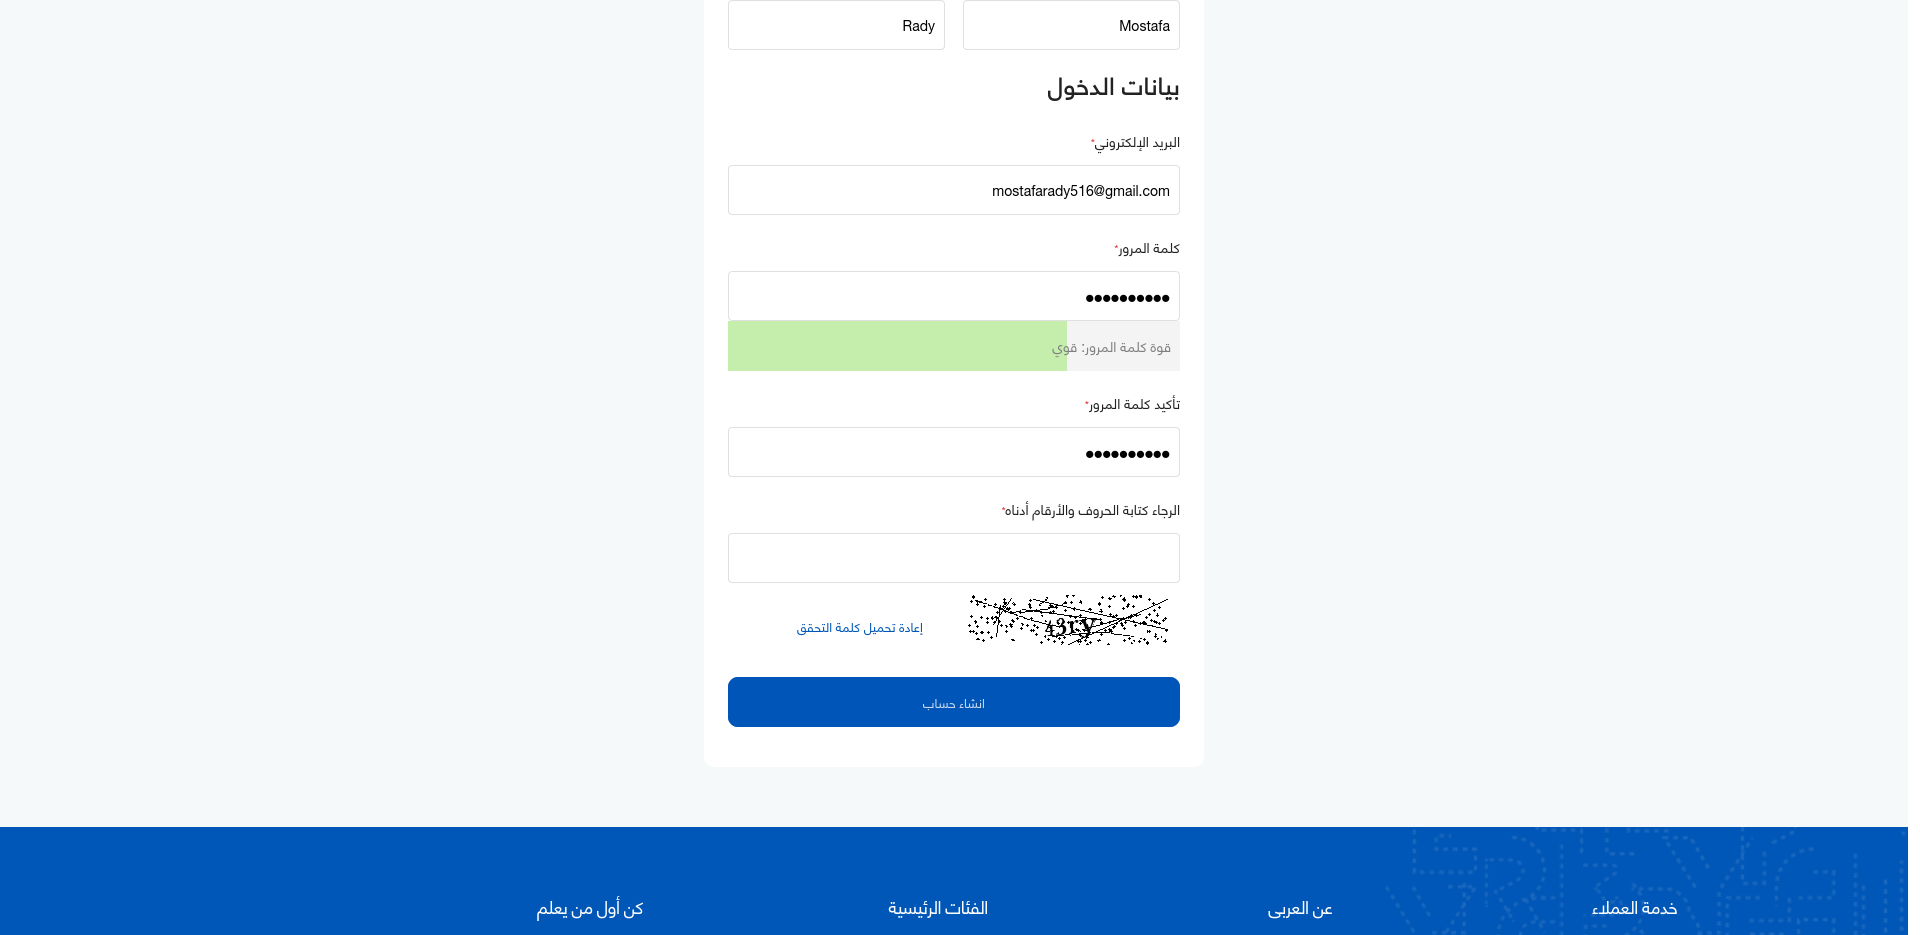 Mostafa
Rady
بيانات الدخول
البريد الإلكتروني*
mostafarady516@gmail.com
كلمة المرور*
••••••••••
قوة كلمة المرور: قوي
تأكيد كلمة المرور*
••••••••••
الرجاء كتابة الحروف والأرقام أدناه*
إعادة تحميل كلمة التحقق
انشاء حساب
خدمة العملاء
عن العربى
الفئات الرئيسية
كن أول من يعلم